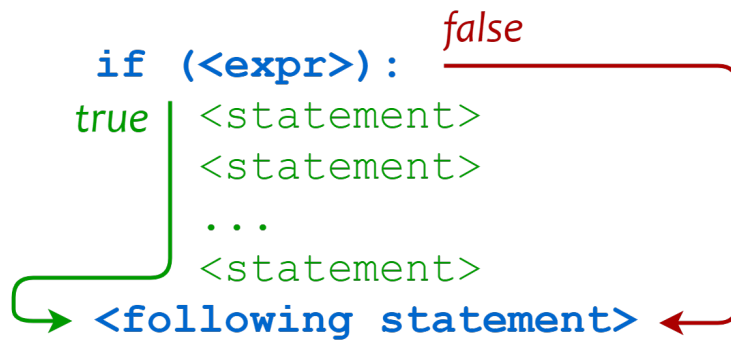 false
if (<expr>):
true <statement>
<statement>
...
<statement>
<following statement>